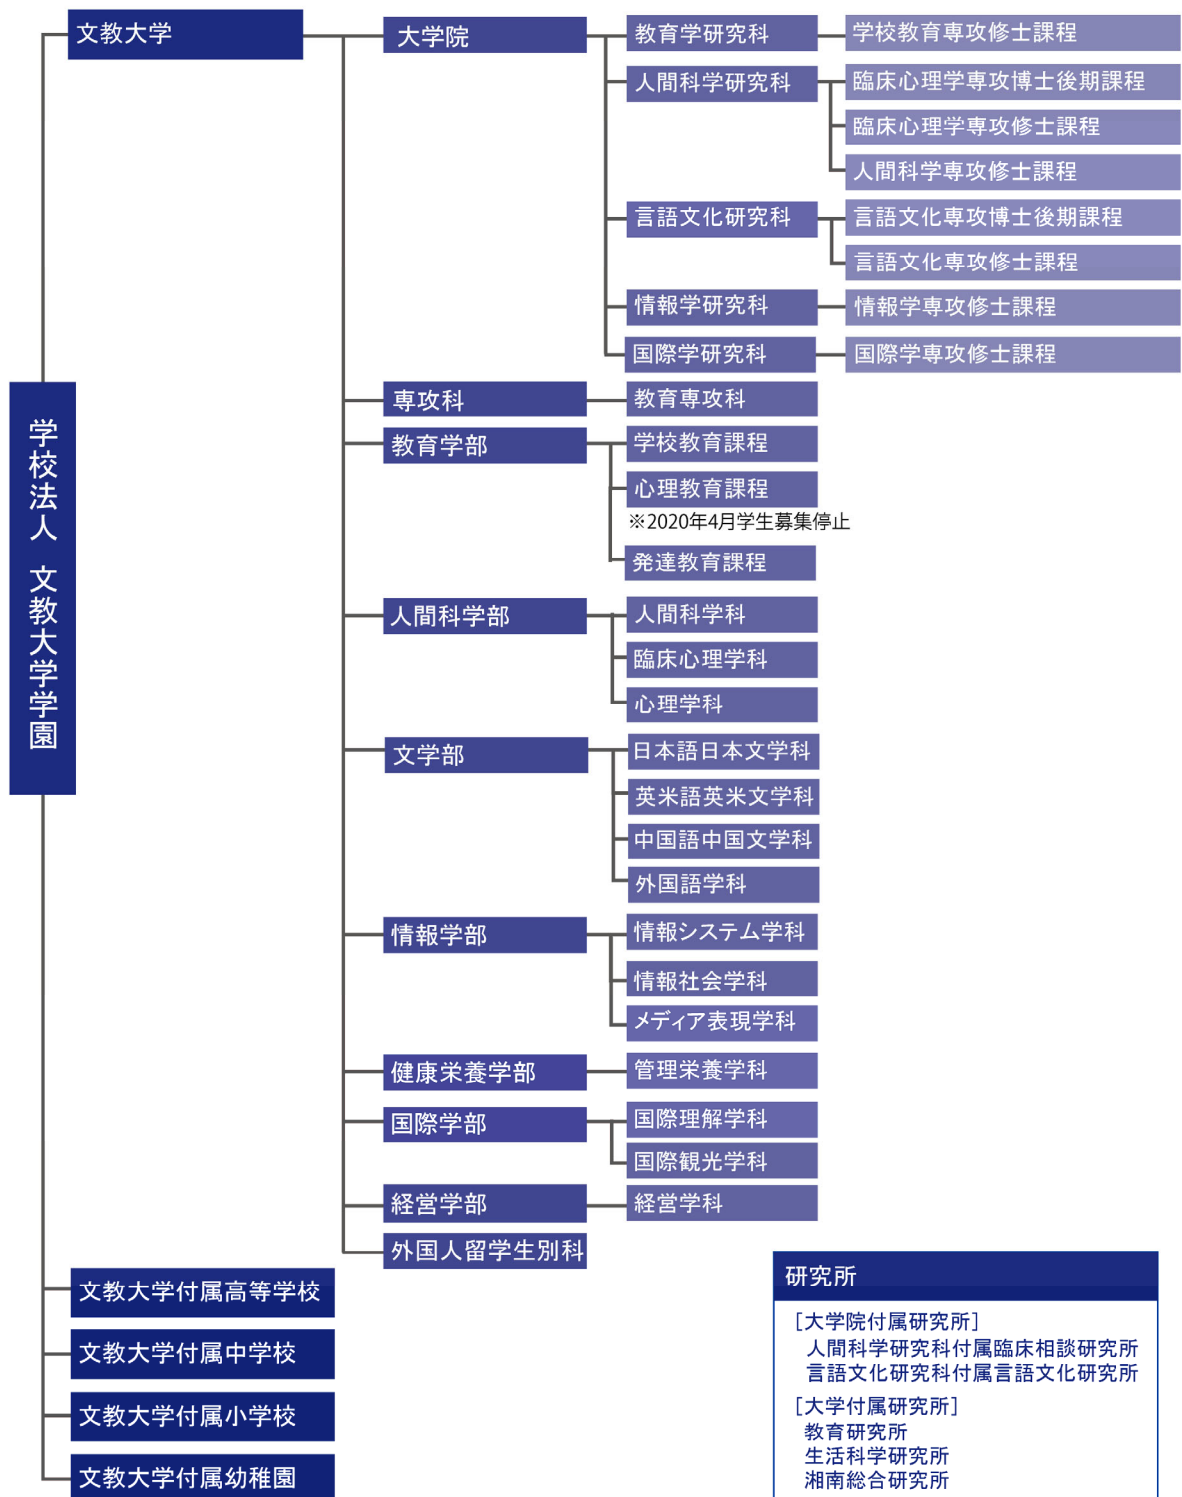 学校法人 文教大学学園
文教大学
大学院
教育学研究科
学校教育専攻修士課程
人間科学研究科
臨床心理学専攻博士後期課程
臨床心理学専攻修士課程
人間科学専攻修士課程
言語文化研究科
言語文化専攻博士後期課程
言語文化専攻修士課程
情報学研究科
情報学専攻修士課程
国際学研究科
国際学専攻修士課程
専攻科
教育専攻科
教育学部
学校教育課程
心理教育課程
※2020年4月学生募集停止
発達教育課程
人間科学部
人間科学科
臨床心理学科
心理学科
文学部
日本語日本文学科
英米語英米文学科
中国語中国文学科
外国語学科
情報学部
情報システム学科
情報社会学科
メディア表現学科
健康栄養学部
管理栄養学科
国際学部
国際理解学科
国際観光学科
経営学部
経営学科
外国人留学生別科
文教大学付属高等学校
文教大学付属中学校
文教大学付属小学校
文教大学付属幼稚園
研究所
［大学院付属研究所］
人間科学研究科付属臨床相談研究所
言語文化研究科付属言語文化研究所
［大学付属研究所］
教育研究所
生活科学研究所
湘南総合研究所